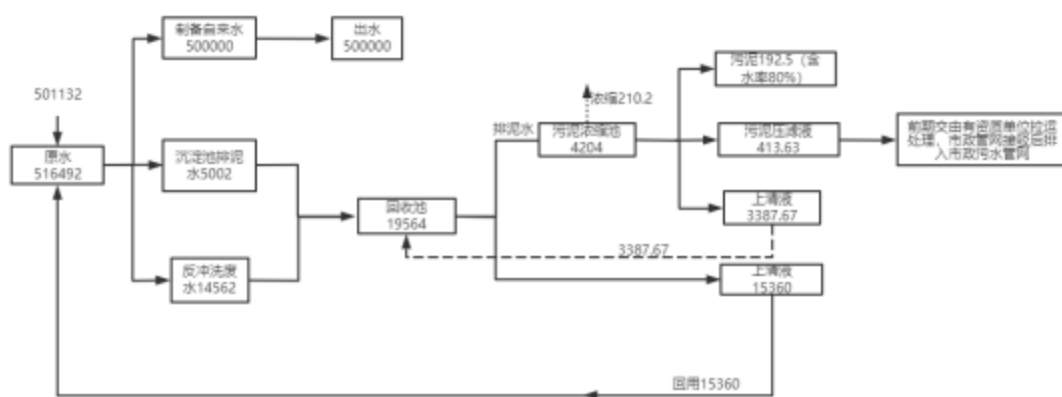 制备自来水
500000
出水
500000
501132
原水
516492
沉淀池排泥
水5002
反冲洗废
水14562
回收池
19564
排泥水
浓缩210.2
污泥浓缩池
4204
污泥192.5（含
水率80%）
污泥压滤液
413.63
前期交由有资质单位拉运
处理，市政管网接驳后排
入市政污水管网
上清液
3387.67
3387.67
上清液
15360
回用15360